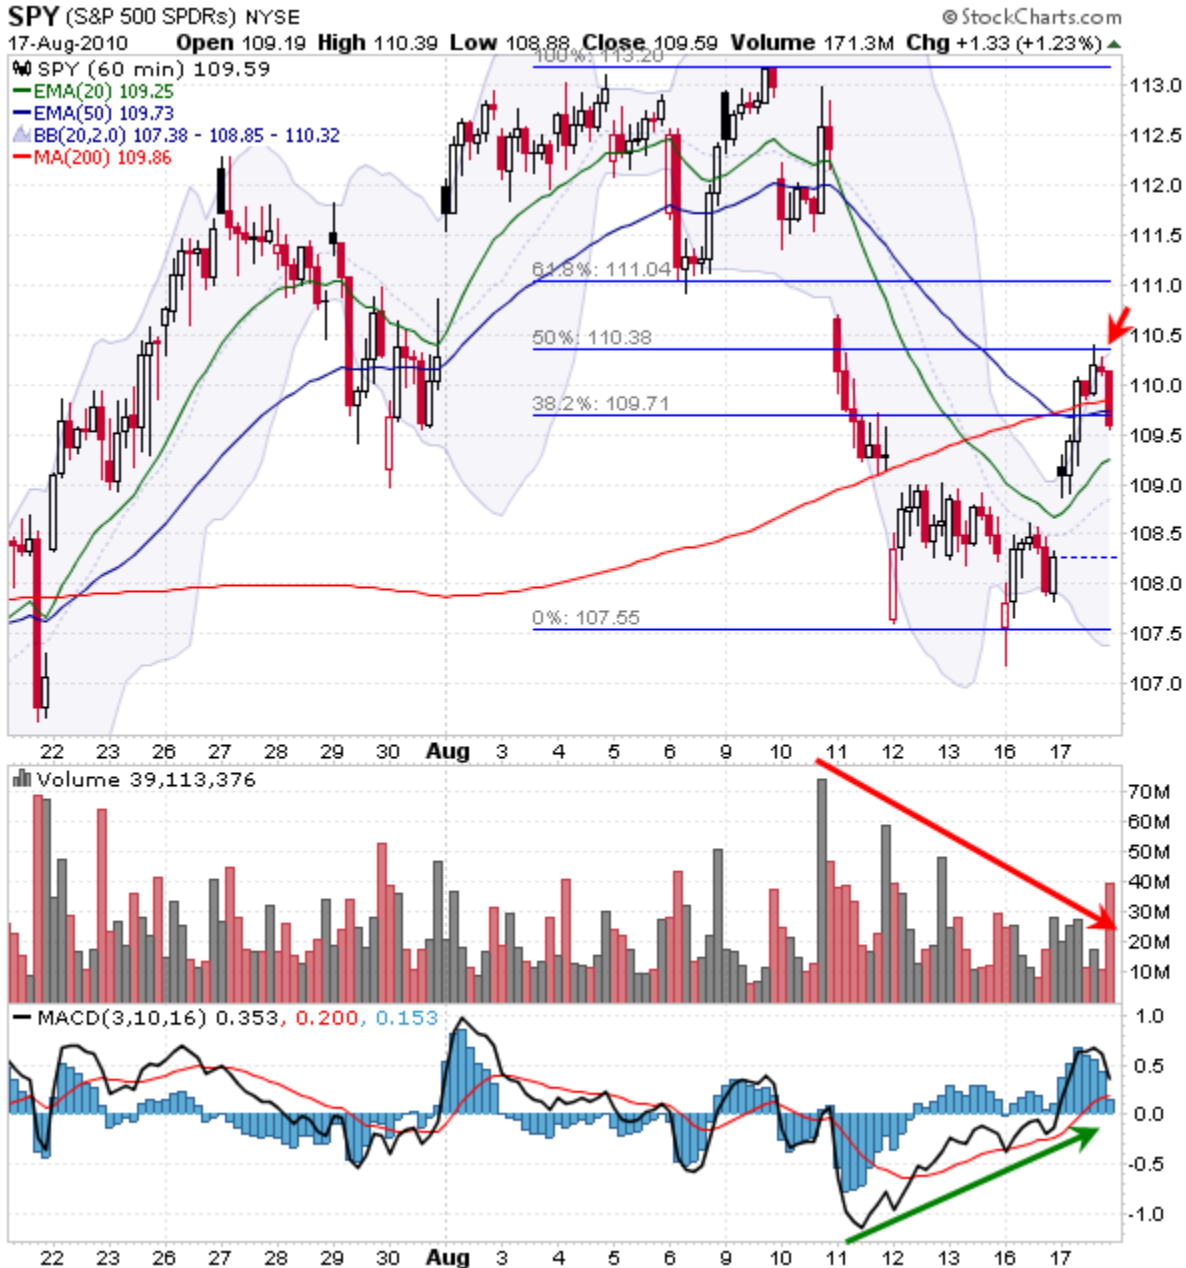 SPY (S&P 500 SPDRs) NYSE
© StockCharts.com
17-Aug-2010 Open 109.19 High 110.39 Low 108.88 Close 109.59 Volume 171.3M Chg +1.33 (+1.23%)
SPY (60 min) 109.59
EMA(20) 109.25
EMA(50) 109.73
BB(20,2.0) 107.38 - 108.85 - 110.32
MA(200) 109.86
100%: 113.20
61.8%: 111.04
50%: 110.38
38.2%: 109.71
0%: 107.55
113.0
112.5
112.0
111.5
111.0
110.5
110.0
109.5
109.0
108.5
108.0
107.5
107.0
22 23 26 27 28 29 30 Aug 3 4 5 6 9 10 11 12 13 16 17
Volume 39,113,376
70M
60M
50M
40M
30M
20M
10M
MACD(3,10,16) 0.353, 0.200, 0.153
1.0
0.5
0.0
-0.5
-1.0
22 23 26 27 28 29 30 Aug 3 4 5 6 9 10 11 12 13 16 17